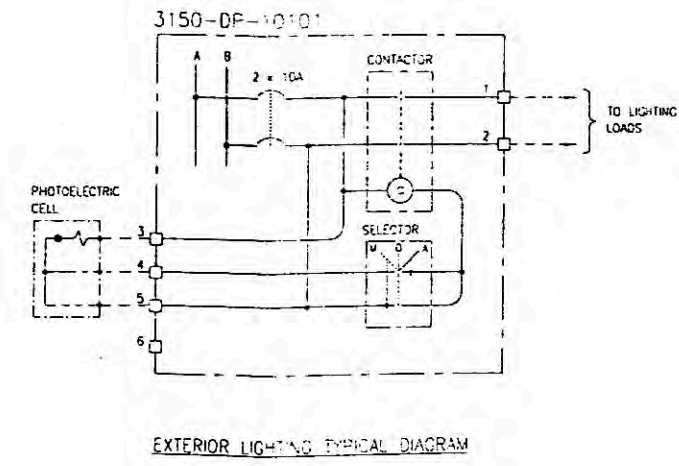 3150-DP-10101
A B
2 x 10A
CONTACTOR
1
TO LIGHTING
LOADS
2
C
PHOTOELECTRIC
CELL
3
SELECTOR
M O A
4
5
6
EXTERIOR LIGHTING TYPICAL DIAGRAM